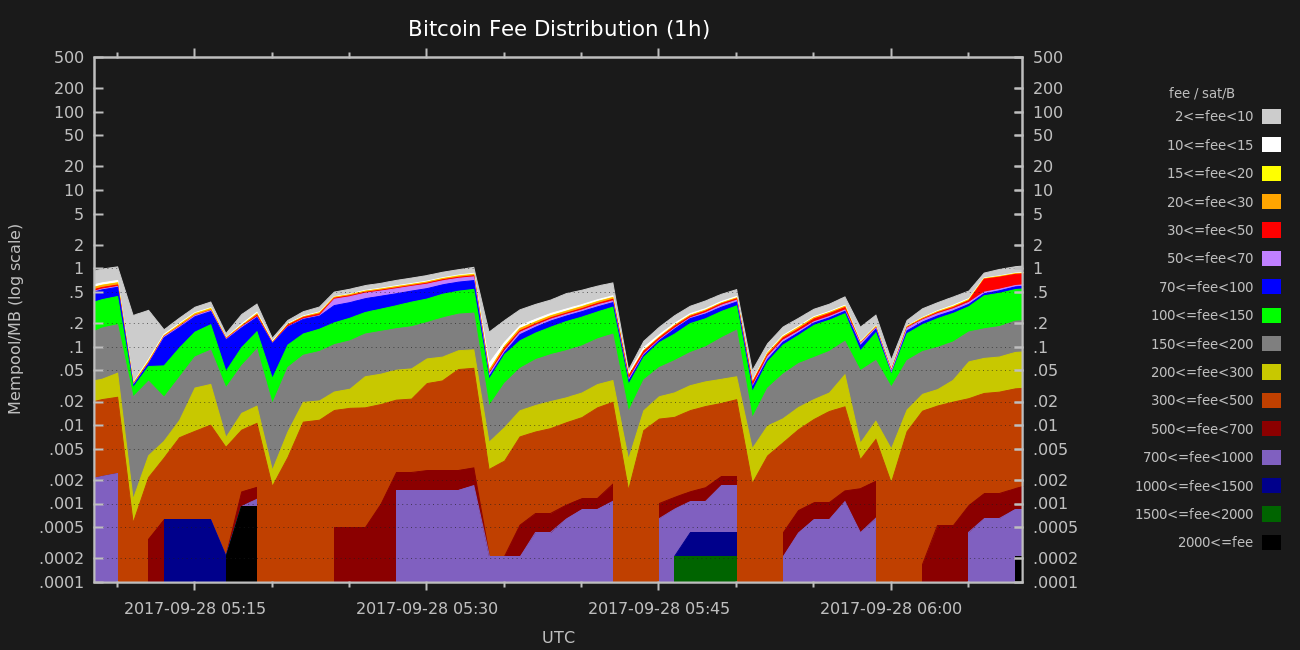 Bitcoin Fee Distribution (1h)
500
200
100
50
20
10
5
2
1
.5
.2
.1
.05
.02
.01
.005
.002
.001
.0005
.0002
.0001
Mempool/MB (log scale)
500
200
100
50
20
10
5
2
1
.5
.2
.1
.05
.02
.01
.005
.002
.001
.0005
.0002
.0001
2017-09-28 05:15
2017-09-28 05:30
2017-09-28 05:45
2017-09-28 06:00
UTC
fee / sat/B
2<=fee<10
10<=fee<15
15<=fee<20
20<=fee<30
30<=fee<50
50<=fee<70
70<=fee<100
100<=fee<150
150<=fee<200
200<=fee<300
300<=fee<500
500<=fee<700
700<=fee<1000
1000<=fee<1500
1500<=fee<2000
2000<=fee